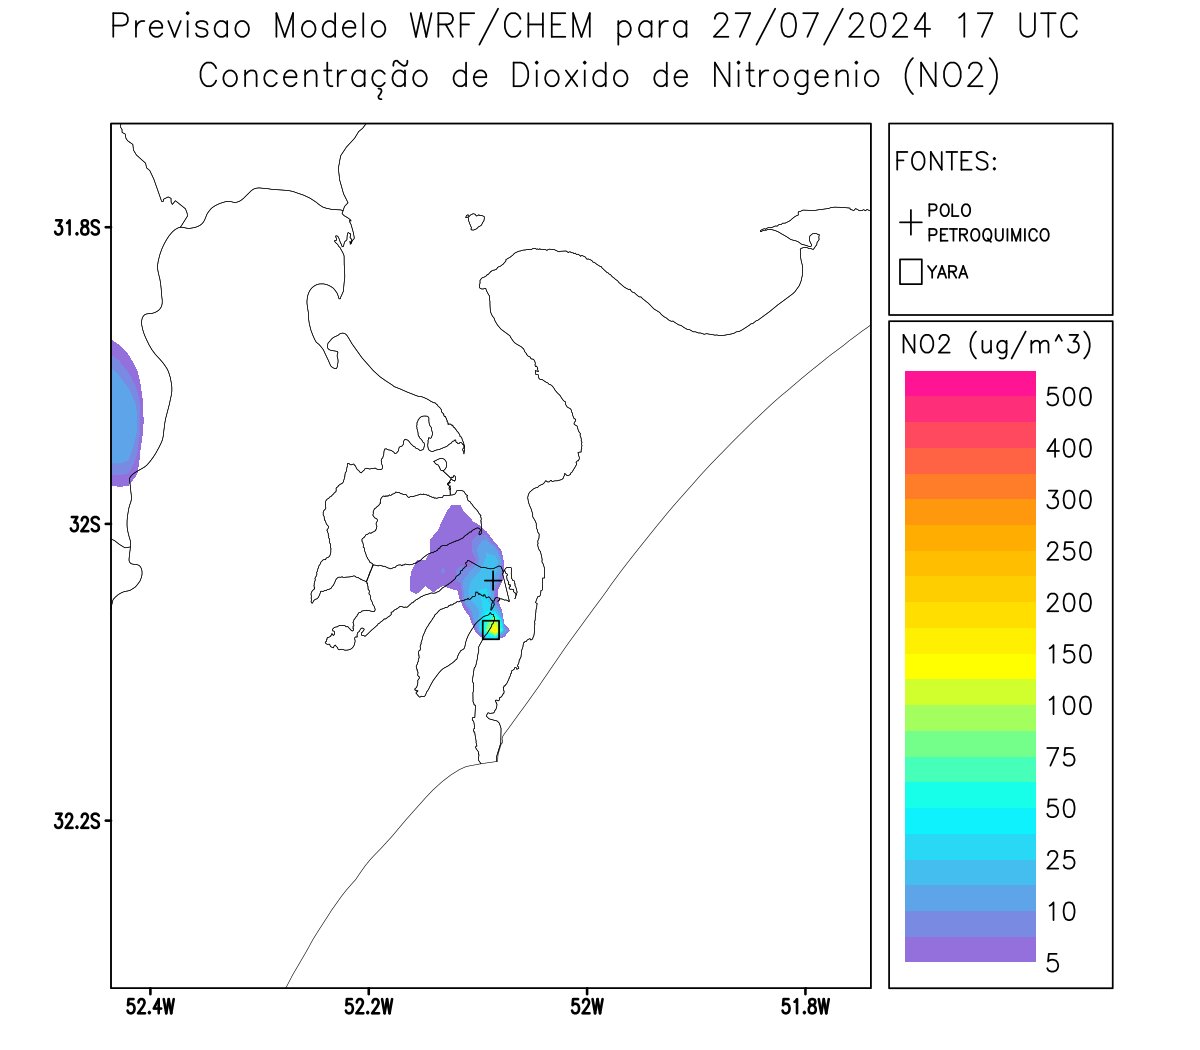 Previsao Modelo WRF/CHEM para 27/07/2024 17 UTC
Concentração de Dioxido de Nitrogenio (NO2)
FONTES:
POLO
PETROQUIMICO
YARA
NO2 (ug/m^3)
500
400
300
250
200
150
100
75
50
25
10
5
31.8S
32S
32.2S
52.4W
52.2W
52W
51.8W